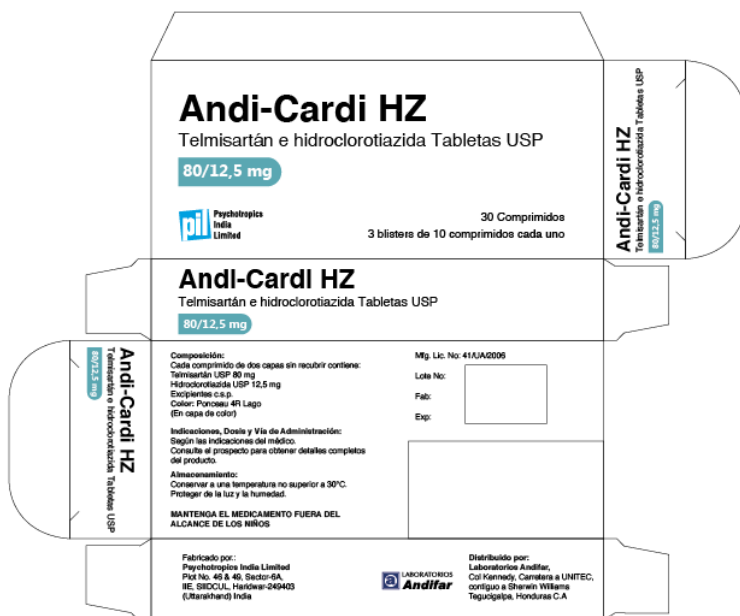 Andi-Cardi HZ
Telmisartán e hidroclorotiazida Tabletas USP
80/12,5 mg
pil
Psychotropics
India
Limited
30 Comprimidos
3 blisters de 10 comprimidos cada uno
Andi-Cardi HZ
Telmisartán e hidroclorotiazida Tabletas USP
80/12,5 mg
Andi-Cardi HZ
Telmisartán e hidroclorotiazida Tabletas USP
80/12,5 mg
Andi-Cardi HZ
Telmisartán e hidroclorotiazida Tabletas USP
80/12,5 mg
Composición:
Cada comprimido de dos capas sin recubrir contiene:
Telmisartán USP 80 mg
Hidroclorotiazida USP 12,5 mg
Excipientes c.s.p.
Color: Ponceau 4R Lago
(En capa de color)
Indicaciones, Dosis y Vía de Administración:
Según las indicaciones del médico.
Consulte el prospecto para obtener detalles completos
del producto.
Almacenamiento:
Conservar a una temperatura no superior a 30°C.
Proteger de la luz y la humedad.
MANTENGA EL MEDICAMENTO FUERA DEL
ALCANCE DE LOS NIÑOS
Mfg. Lic. No: 41/UA/2006
Lote No:
Fab:
Exp:
Fabricado por.:
Psychotropics India Limited
Plot No. 46 & 49, Sector-6A,
IIE, SIIDCUL, Haridwar-249403
(Uttarakhand) India
a LABORATORIOS
Andifar
Distribuido por:
Laboratorios Andifar,
Col Kennedy, Carretera a UNITEC,
contiguo a Sherwin Williams
Tegucigalpa, Honduras C.A